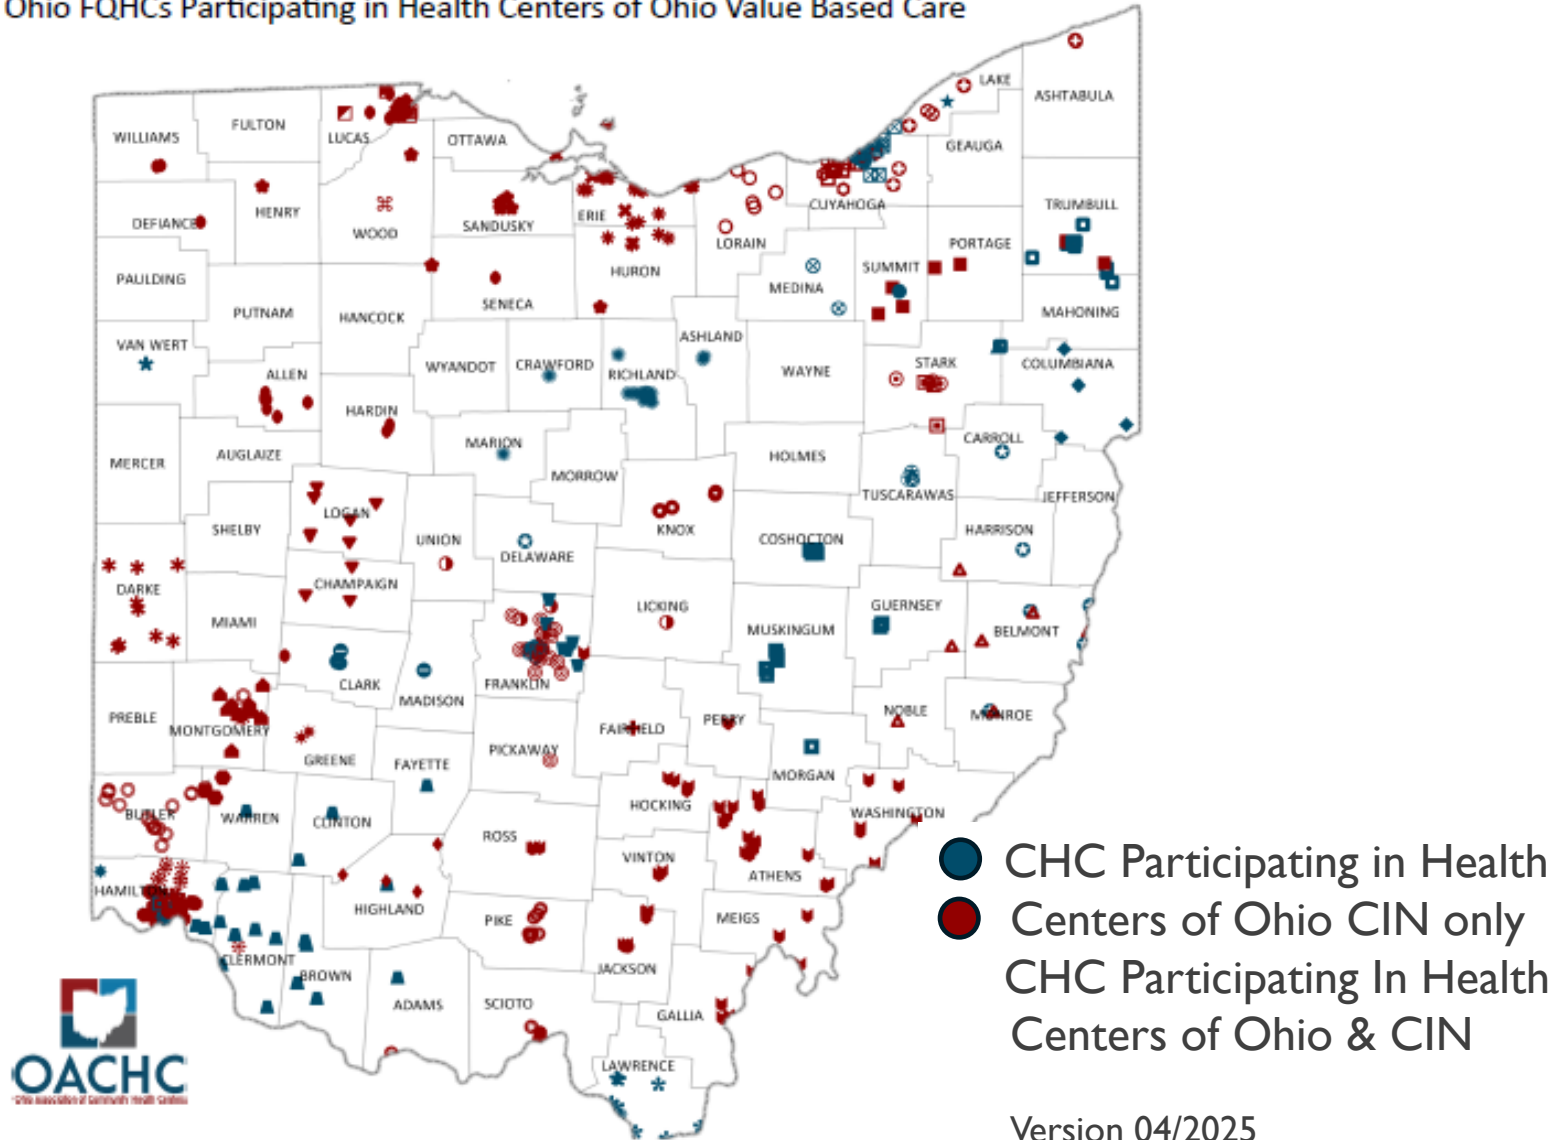 Ohio FQHCs Participating in Health Centers of Ohio Value Based Care
LAKE
ASHTABULA
WILLIAMS
FULTON
LUCAS
OTTAWA
GEAUGA
HENRY
DEFIANCE
WOOD
SANDUSKY
ERIE
LORAIN
CUYAHOGA
TRUMBULL
PORTAGE
PAULDING
HURON
SUMMIT
MEDINA
PUTNAM
HANCOCK
SENECA
MAHONING
VAN WERT
ASHLAND
WYANDOT
CRAWFORD
RICHLAND
WAYNE
STARK
COLUMBIANA
ALLEN
HARDIN
MERCER
AUGLAIZE
MARION
MORROW
HOLMES
CARROLL
TUSCARAWAS
JEFFERSON
SHELBY
LOGAN
UNION
DELAWARE
KNOX
COSHOCTON
HARRISON
DARKE
CHAMPAIGN
MIAMI
LICKING
MUSKINGUM
GUERNSEY
BELMONT
CLARK
MADISON
FRANKLIN
PREBLE
MONTGOMERY
GREENE
FAYETTE
PICKAWAY
FAIRFIELD
PERRY
NOBLE
MONROE
MORGAN
HOCKING
WASHINGTON
BUTLER
WARREN
CLINTON
ROSS
VINTON
ATHENS
HAMILTON
HIGHLAND
PIKE
MEIGS
CLERMONT
BROWN
JACKSON
ADAMS
SCIOTO
GALLIA
LAWRENCE
CHC Participating in Health
Centers of Ohio CIN only
CHC Participating In Health
Centers of Ohio & CIN
Version 04/2025
OACHC
Ohio Association of Community Health Centers